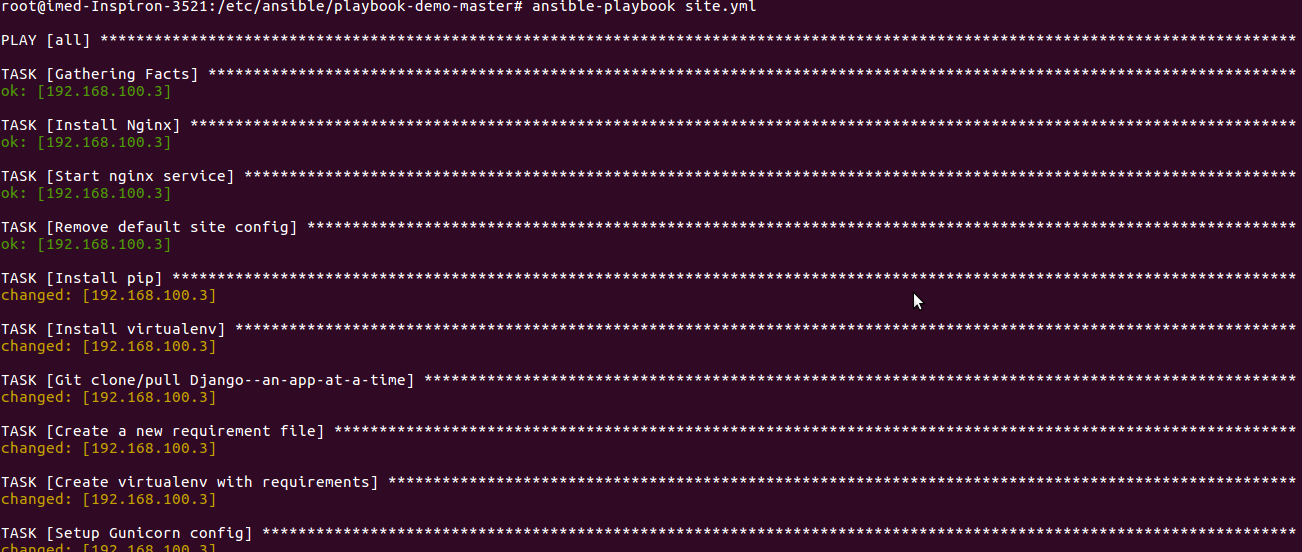 root@imed-Inspiron-3521:/etc/ansible/playbook-demo-master# ansible-playbook site.yml
PLAY [all] *************************************************************************************************************************************
TASK [Gathering Facts] *************************************************************************************************************************
ok: [192.168.100.3]
TASK [Install Nginx] ***************************************************************************************************************************
ok: [192.168.100.3]
TASK [Start nginx service] *********************************************************************************************************************
ok: [192.168.100.3]
TASK [Remove default site config] **************************************************************************************************************
ok: [192.168.100.3]
TASK [Install pip] *****************************************************************************************************************************
changed: [192.168.100.3]
TASK [Install virtualenv] **********************************************************************************************************************
changed: [192.168.100.3]
TASK [Git clone/pull Django--an-app-at-a-time] *************************************************************************************************
changed: [192.168.100.3]
TASK [Create a new requirement file] ***********************************************************************************************************
changed: [192.168.100.3]
TASK [Create virtualenv with requirements] *****************************************************************************************************
changed: [192.168.100.3]
TASK [Setup Gunicorn config] *******************************************************************************************************************
changed: [192.168.100.3]